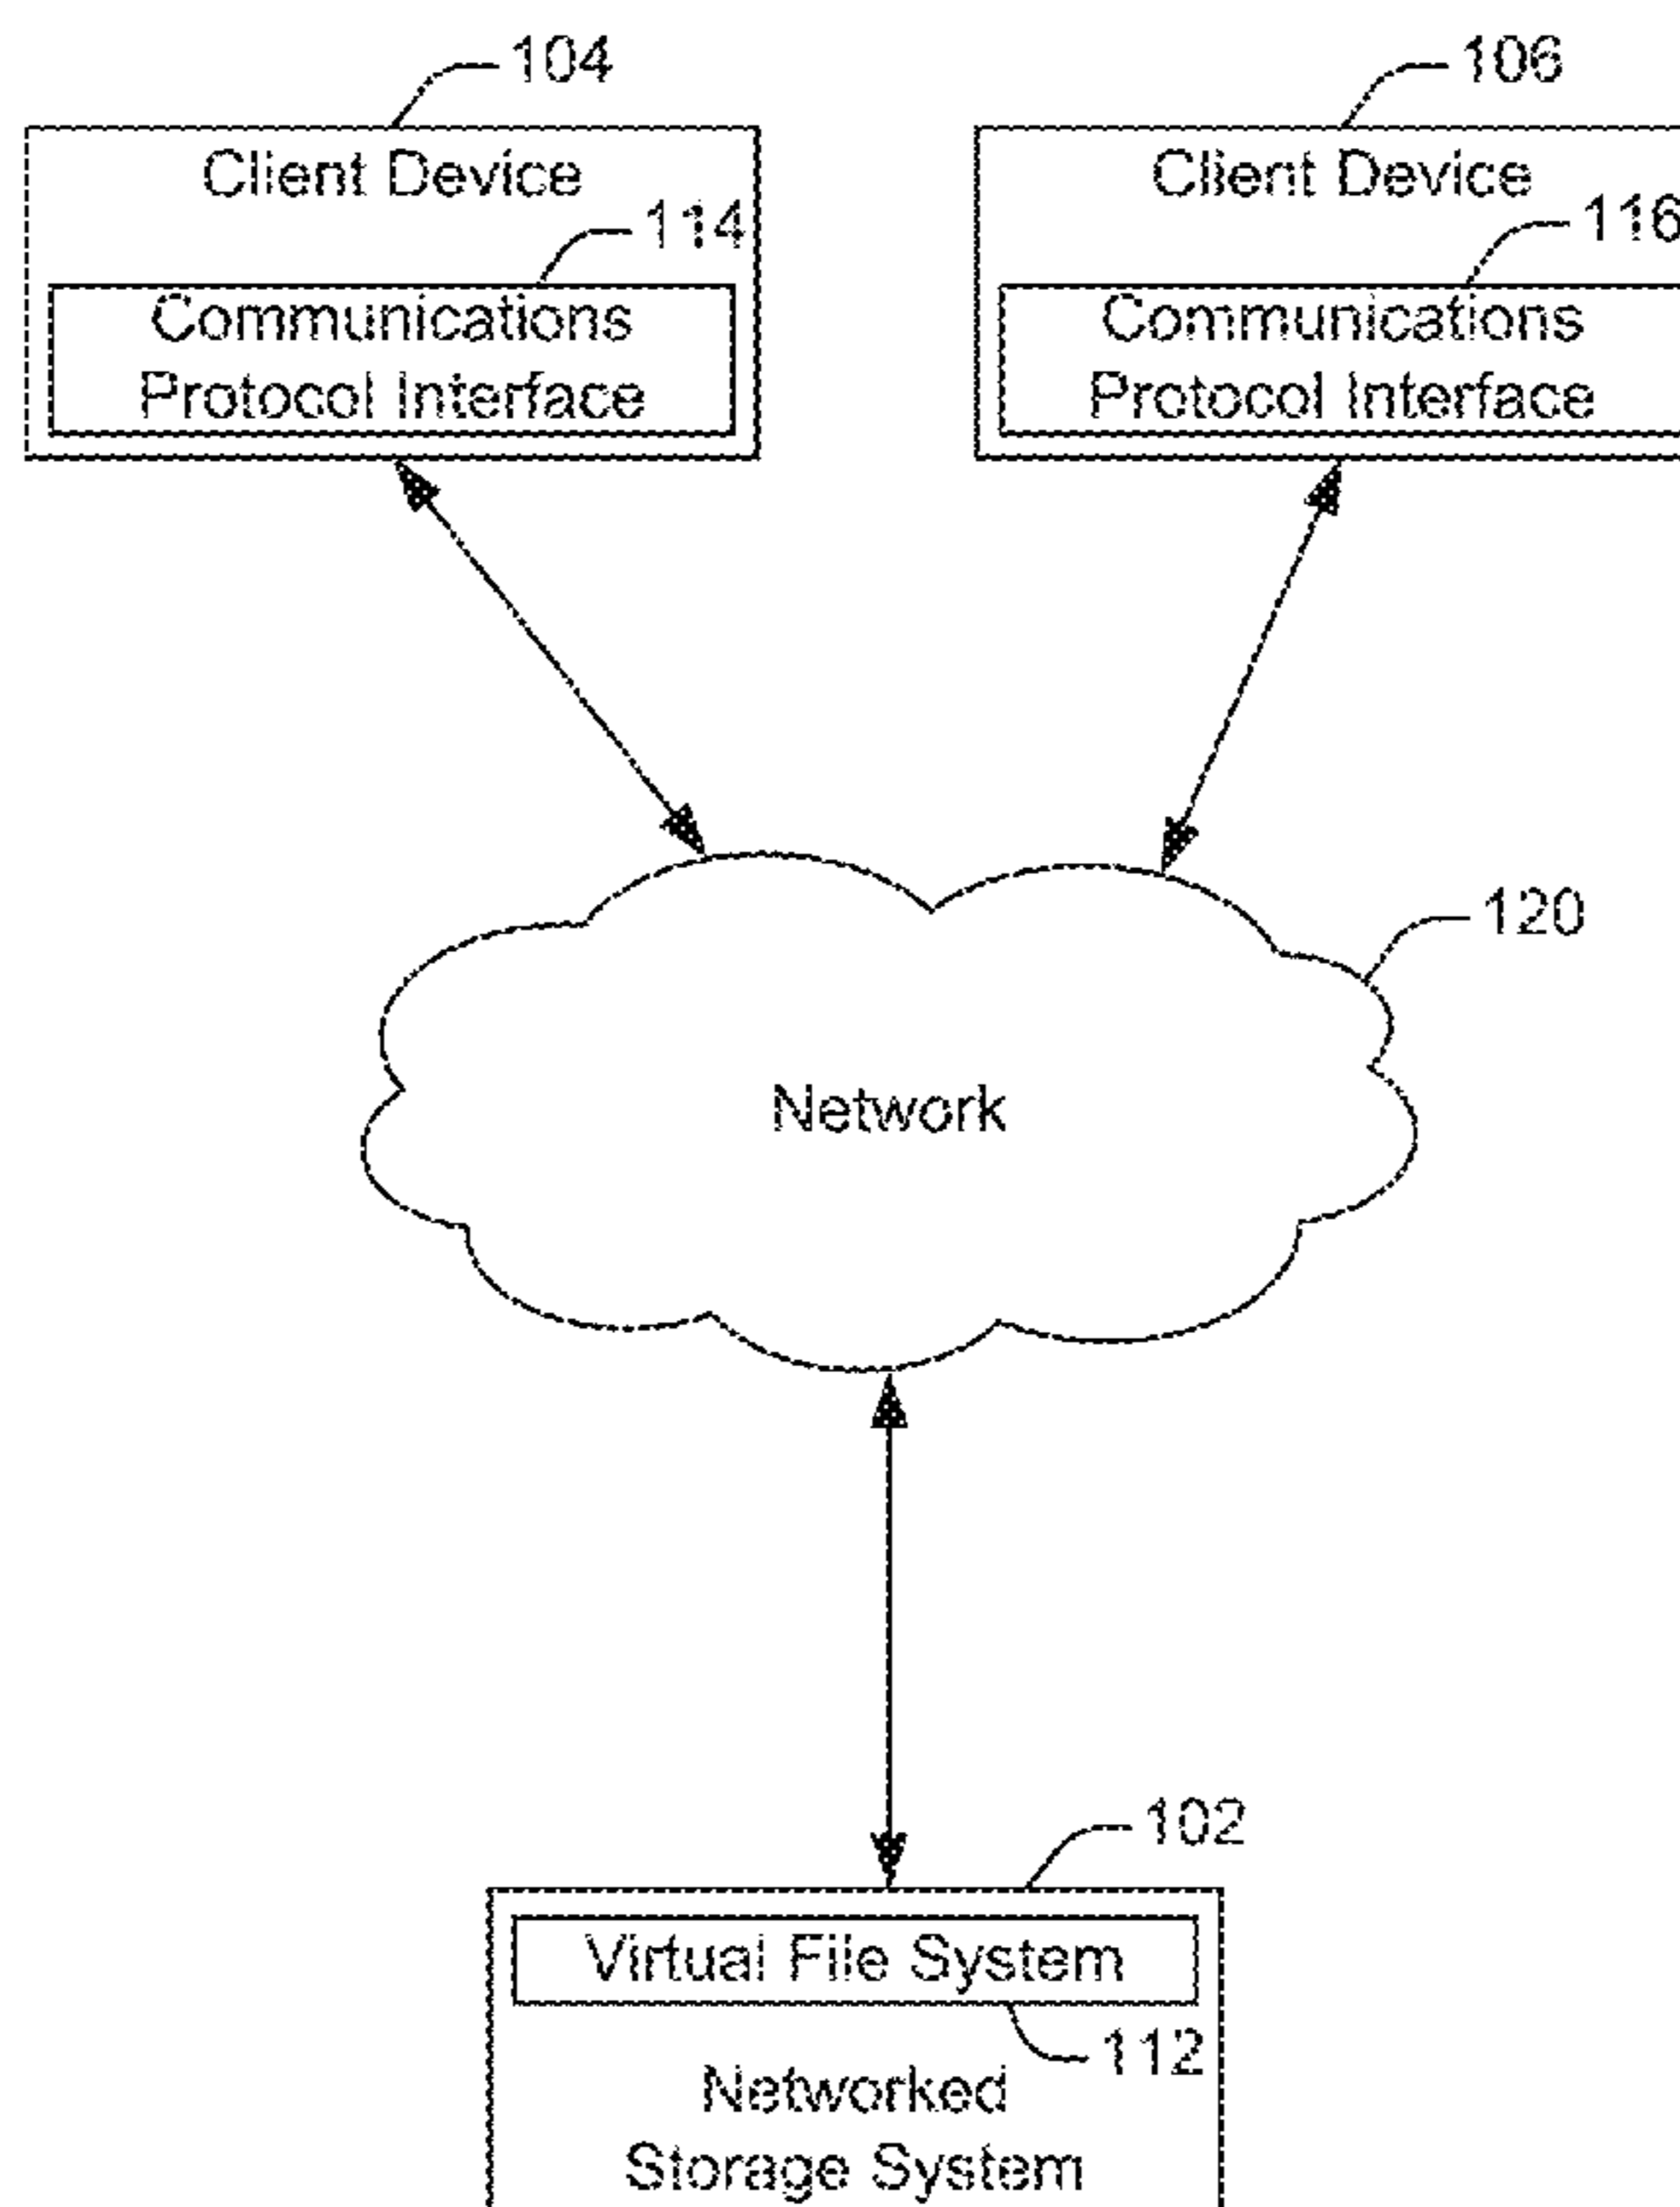 104
106
Client Device
Client Device
114
116
Communications
Protocol Interface
Communications
Protocol Interface
120
Network
102
Virtual File System
112
Networked
Storage System